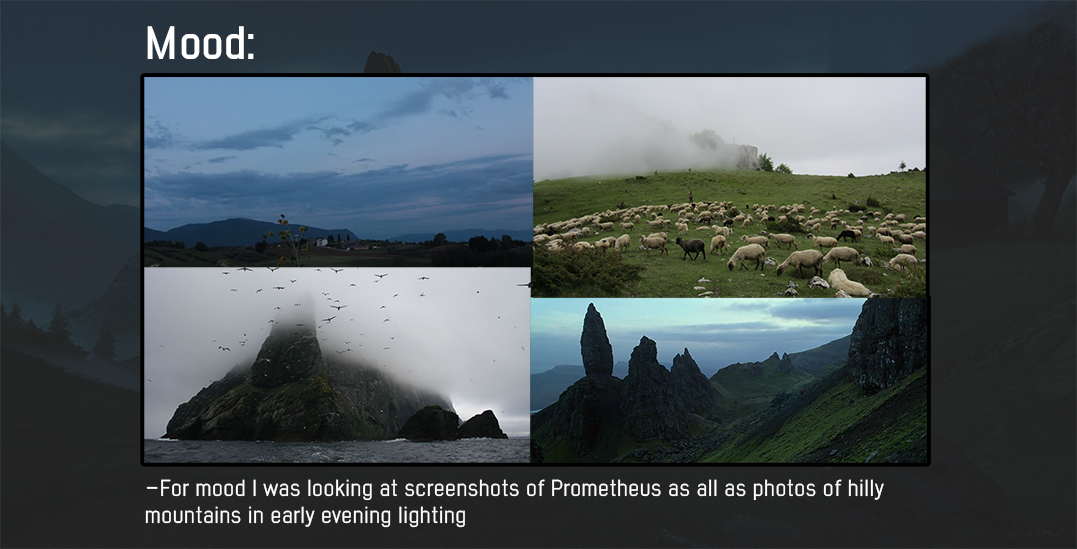 Mood:
-For mood I was looking at screenshots of Prometheus as all as photos of hilly
mountains in early evening lighting